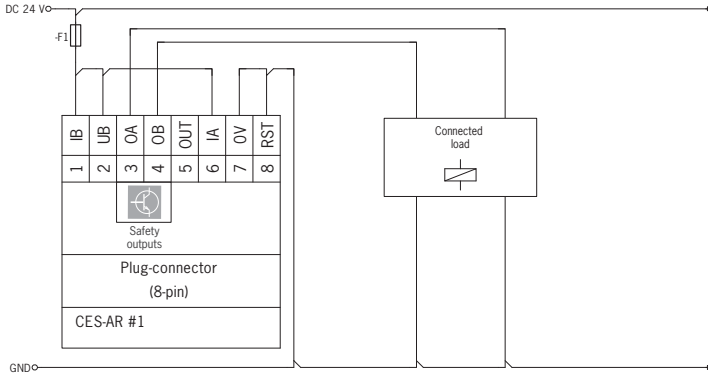 DC 24 V
-F1
IB UB OA OB OUT IA 0V RST
1 2 3 4 5 6 7 8
Connected
load
Safety
outputs
Plug-connector
(8-pin)
CES-AR #1
GND